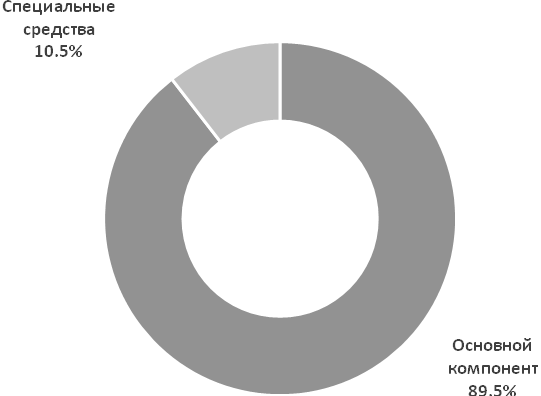 Специальные
средства
10.5%
Основной
компонент
89.5%